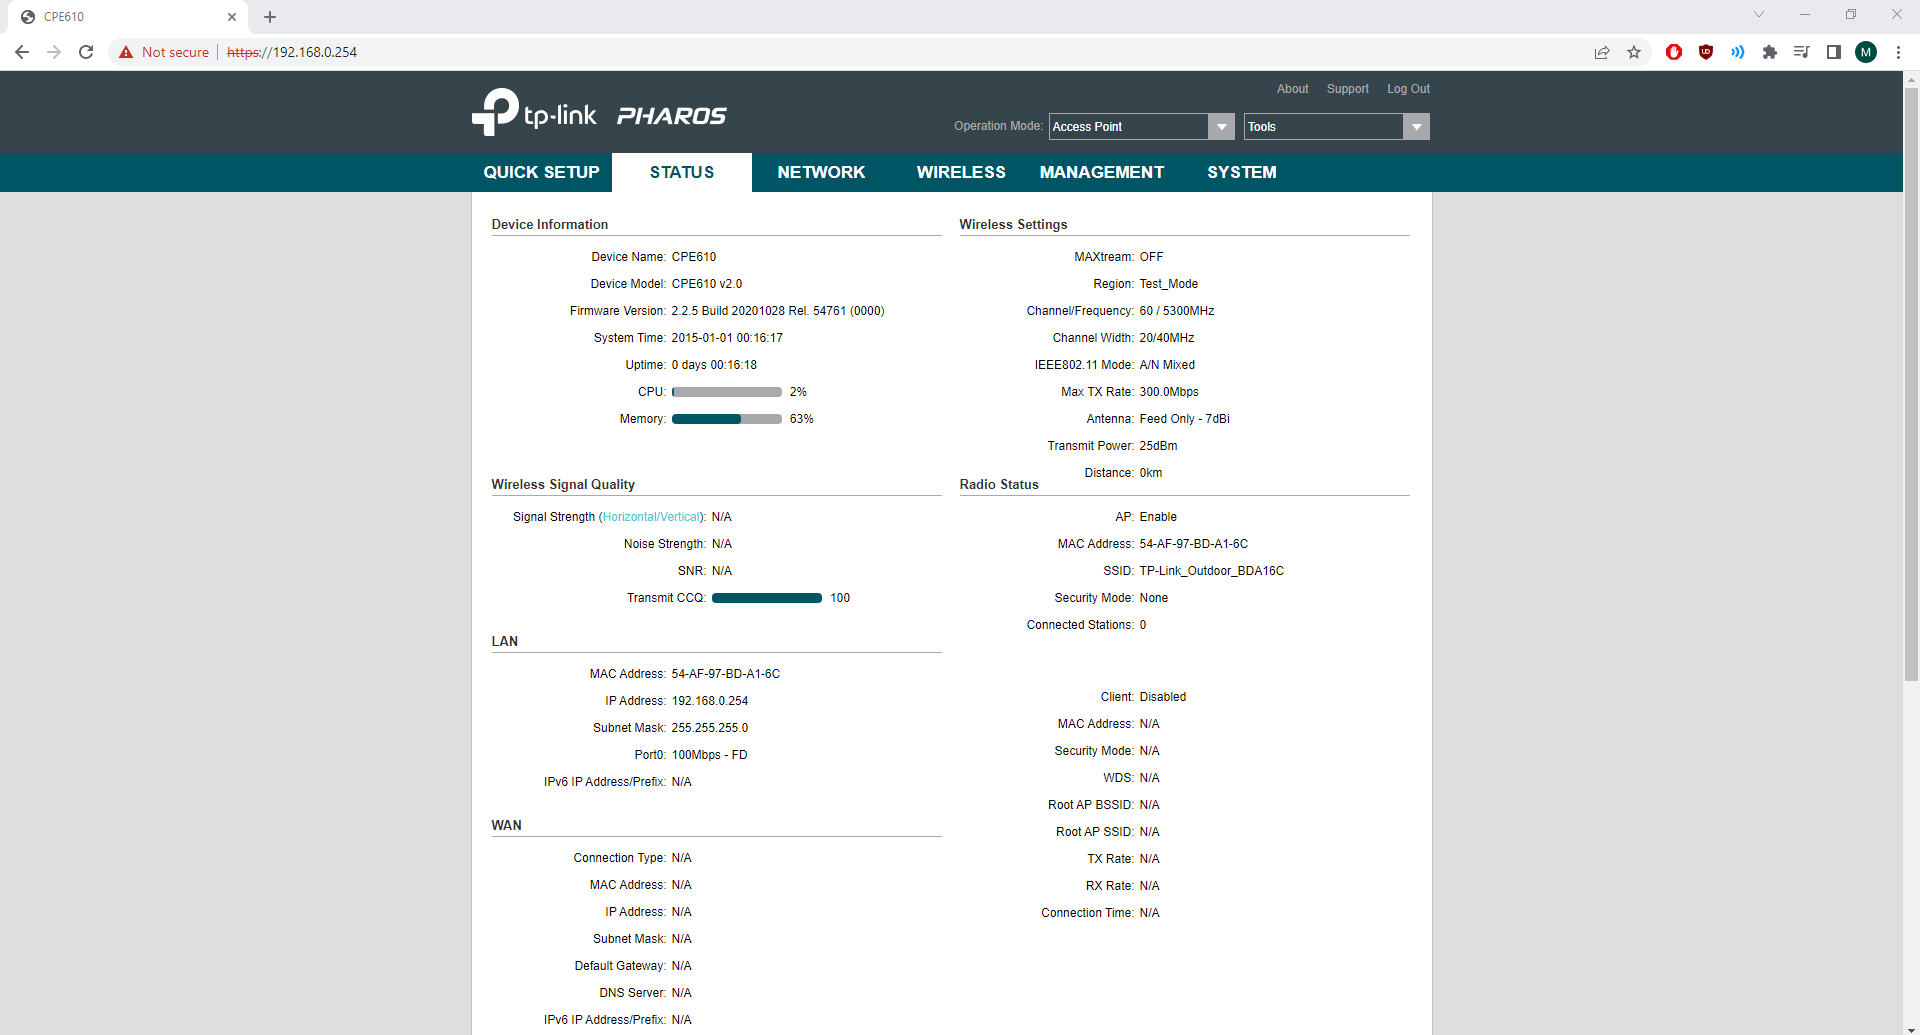 CPE610
Not secure https://192.168.0.254
M
About Support Log Out
tp-link PHAROS
Operation Mode: Access Point Tools
QUICK SETUP STATUS NETWORK WIRELESS MANAGEMENT SYSTEM
Device Information
Device Name: CPE610
Device Model: CPE610 v2.0
Firmware Version: 2.2.5 Build 20201028 Rel. 54761 (0000)
System Time: 2015-01-01 00:16:17
Uptime: 0 days 00:16:18
CPU: 2%
Memory: 63%
Wireless Settings
MAXtream: OFF
Region: Test_Mode
Channel/Frequency: 60 / 5300MHz
Channel Width: 20/40MHz
IEEE802.11 Mode: A/N Mixed
Max TX Rate: 300.0Mbps
Antenna: Feed Only - 7dBi
Transmit Power: 25dBm
Distance: 0km
Wireless Signal Quality
Signal Strength (Horizontal/Vertical): N/A
Noise Strength: N/A
SNR: N/A
Transmit CCQ: 100
Radio Status
AP: Enable
MAC Address: 54-AF-97-BD-A1-6C
SSID: TP-Link_Outdoor_BDA16C
Security Mode: None
Connected Stations: 0
Client: Disabled
MAC Address: N/A
Security Mode: N/A
WDS: N/A
Root AP BSSID: N/A
Root AP SSID: N/A
TX Rate: N/A
RX Rate: N/A
Connection Time: N/A
LAN
MAC Address: 54-AF-97-BD-A1-6C
IP Address: 192.168.0.254
Subnet Mask: 255.255.255.0
Port0: 100Mbps - FD
IPv6 IP Address/Prefix: N/A
WAN
Connection Type: N/A
MAC Address: N/A
IP Address: N/A
Subnet Mask: N/A
Default Gateway: N/A
DNS Server: N/A
IPv6 IP Address/Prefix: N/A